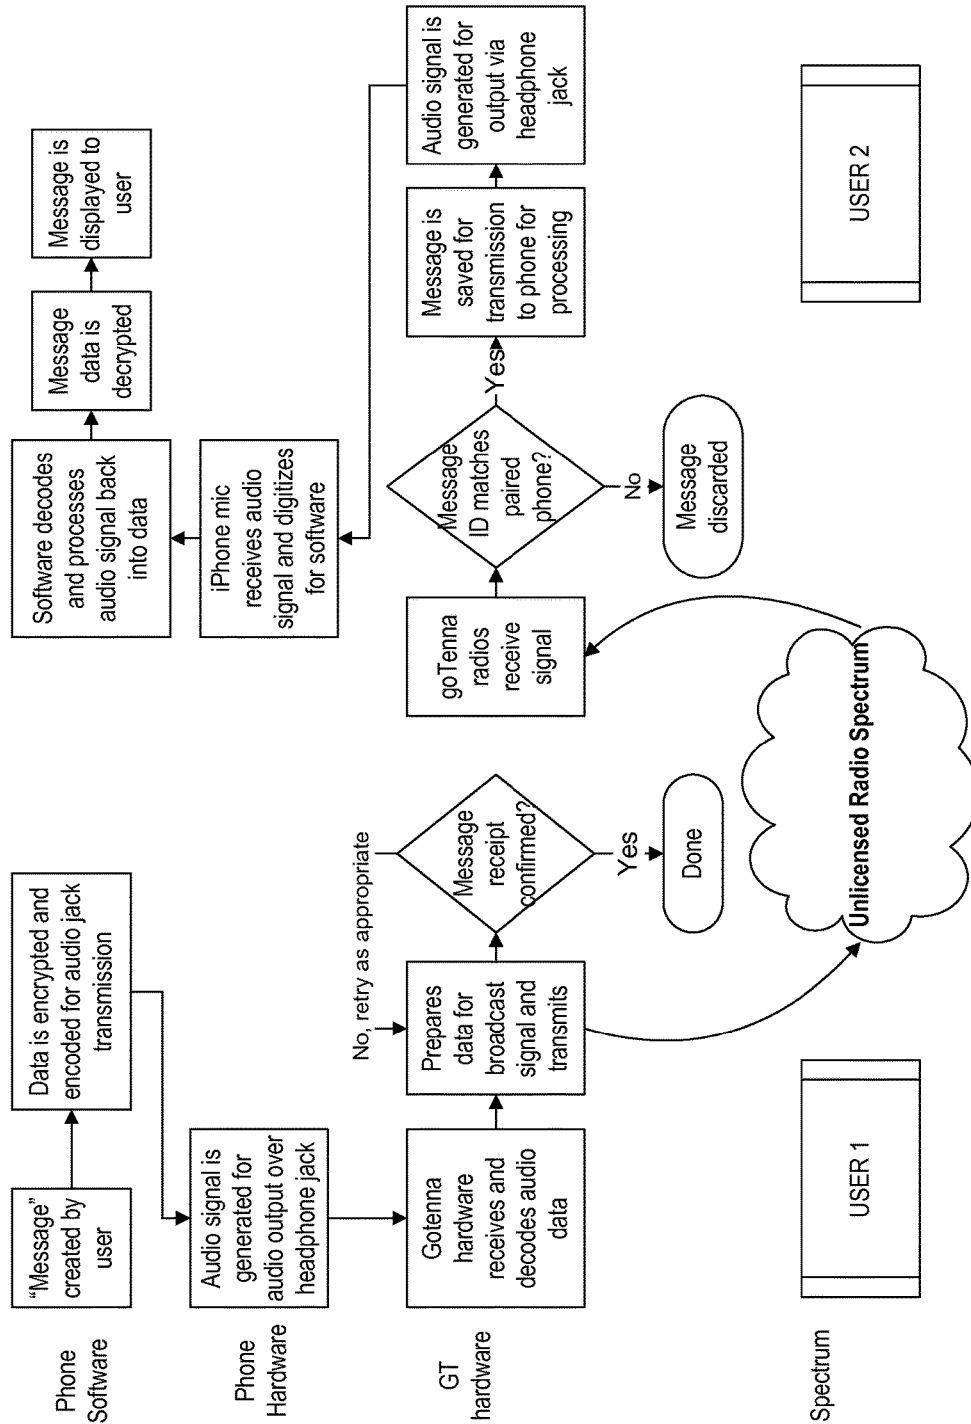 Phone
Software
“Message”
created by
user
Data is encrypted and
encoded for audio jack
transmission
Software decodes
and processes
audio signal back
into data
Message
data is
decrypted
Message is
displayed to
user
Phone
Hardware
Audio signal is
generated for
audio output over
headphone jack
iPhone mic
receives audio
signal and digitizes
for software
GT
hardware
Gotenna
hardware
receives and
decodes audio
data
No, retry as appropriate
Prepares
data for
broadcast
signal and
transmits
Message
receipt
confirmed?
Yes
Done
goTenna
radios
receive
signal
Message
ID matches
paired
phone?
Yes
No
Message
discarded
Message is
saved for
transmission
to phone for
processing
Audio signal is
generated for
output via
headphone
jack
Spectrum
USER 1
Unlicensed Radio Spectrum
USER 2